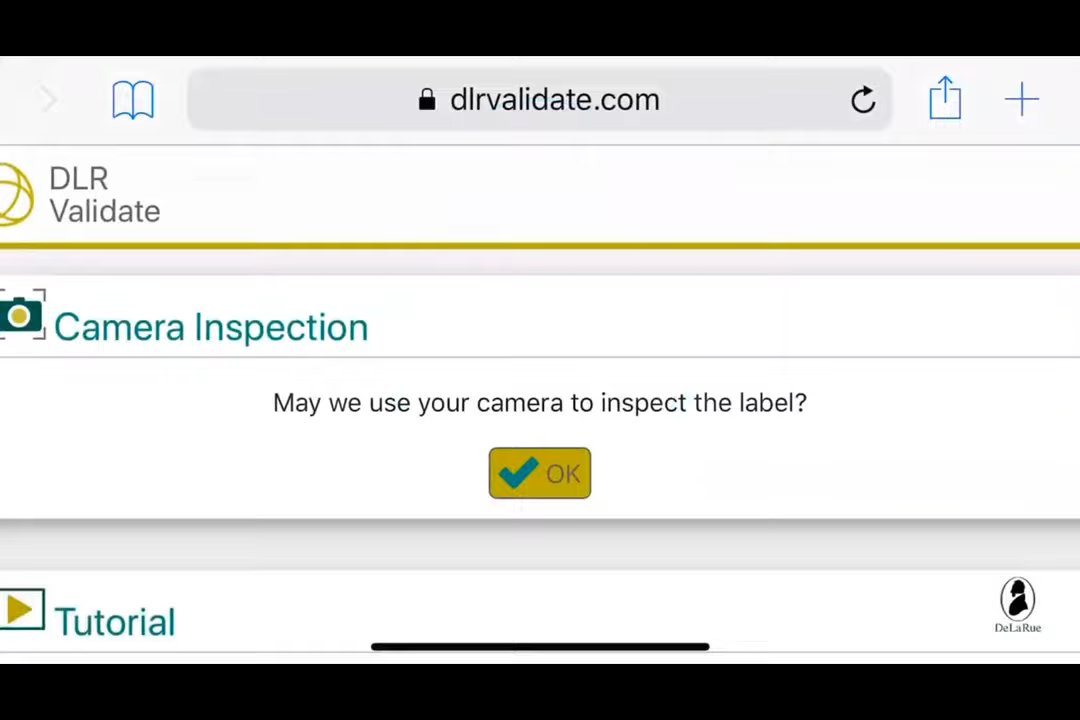 dlrvalidate.com
DLR
Validate
Camera Inspection
May we use your camera to inspect the label?
OK
Tutorial
DeLaRue